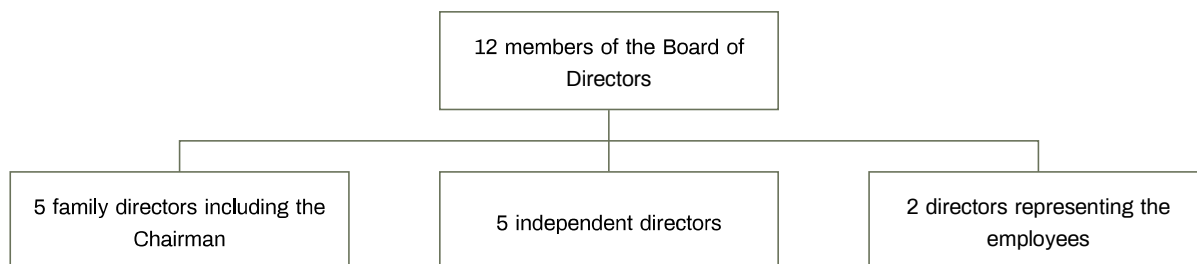 12 members of the Board of
Directors
5 family directors including the
Chairman
5 independent directors
2 directors representing the
employees